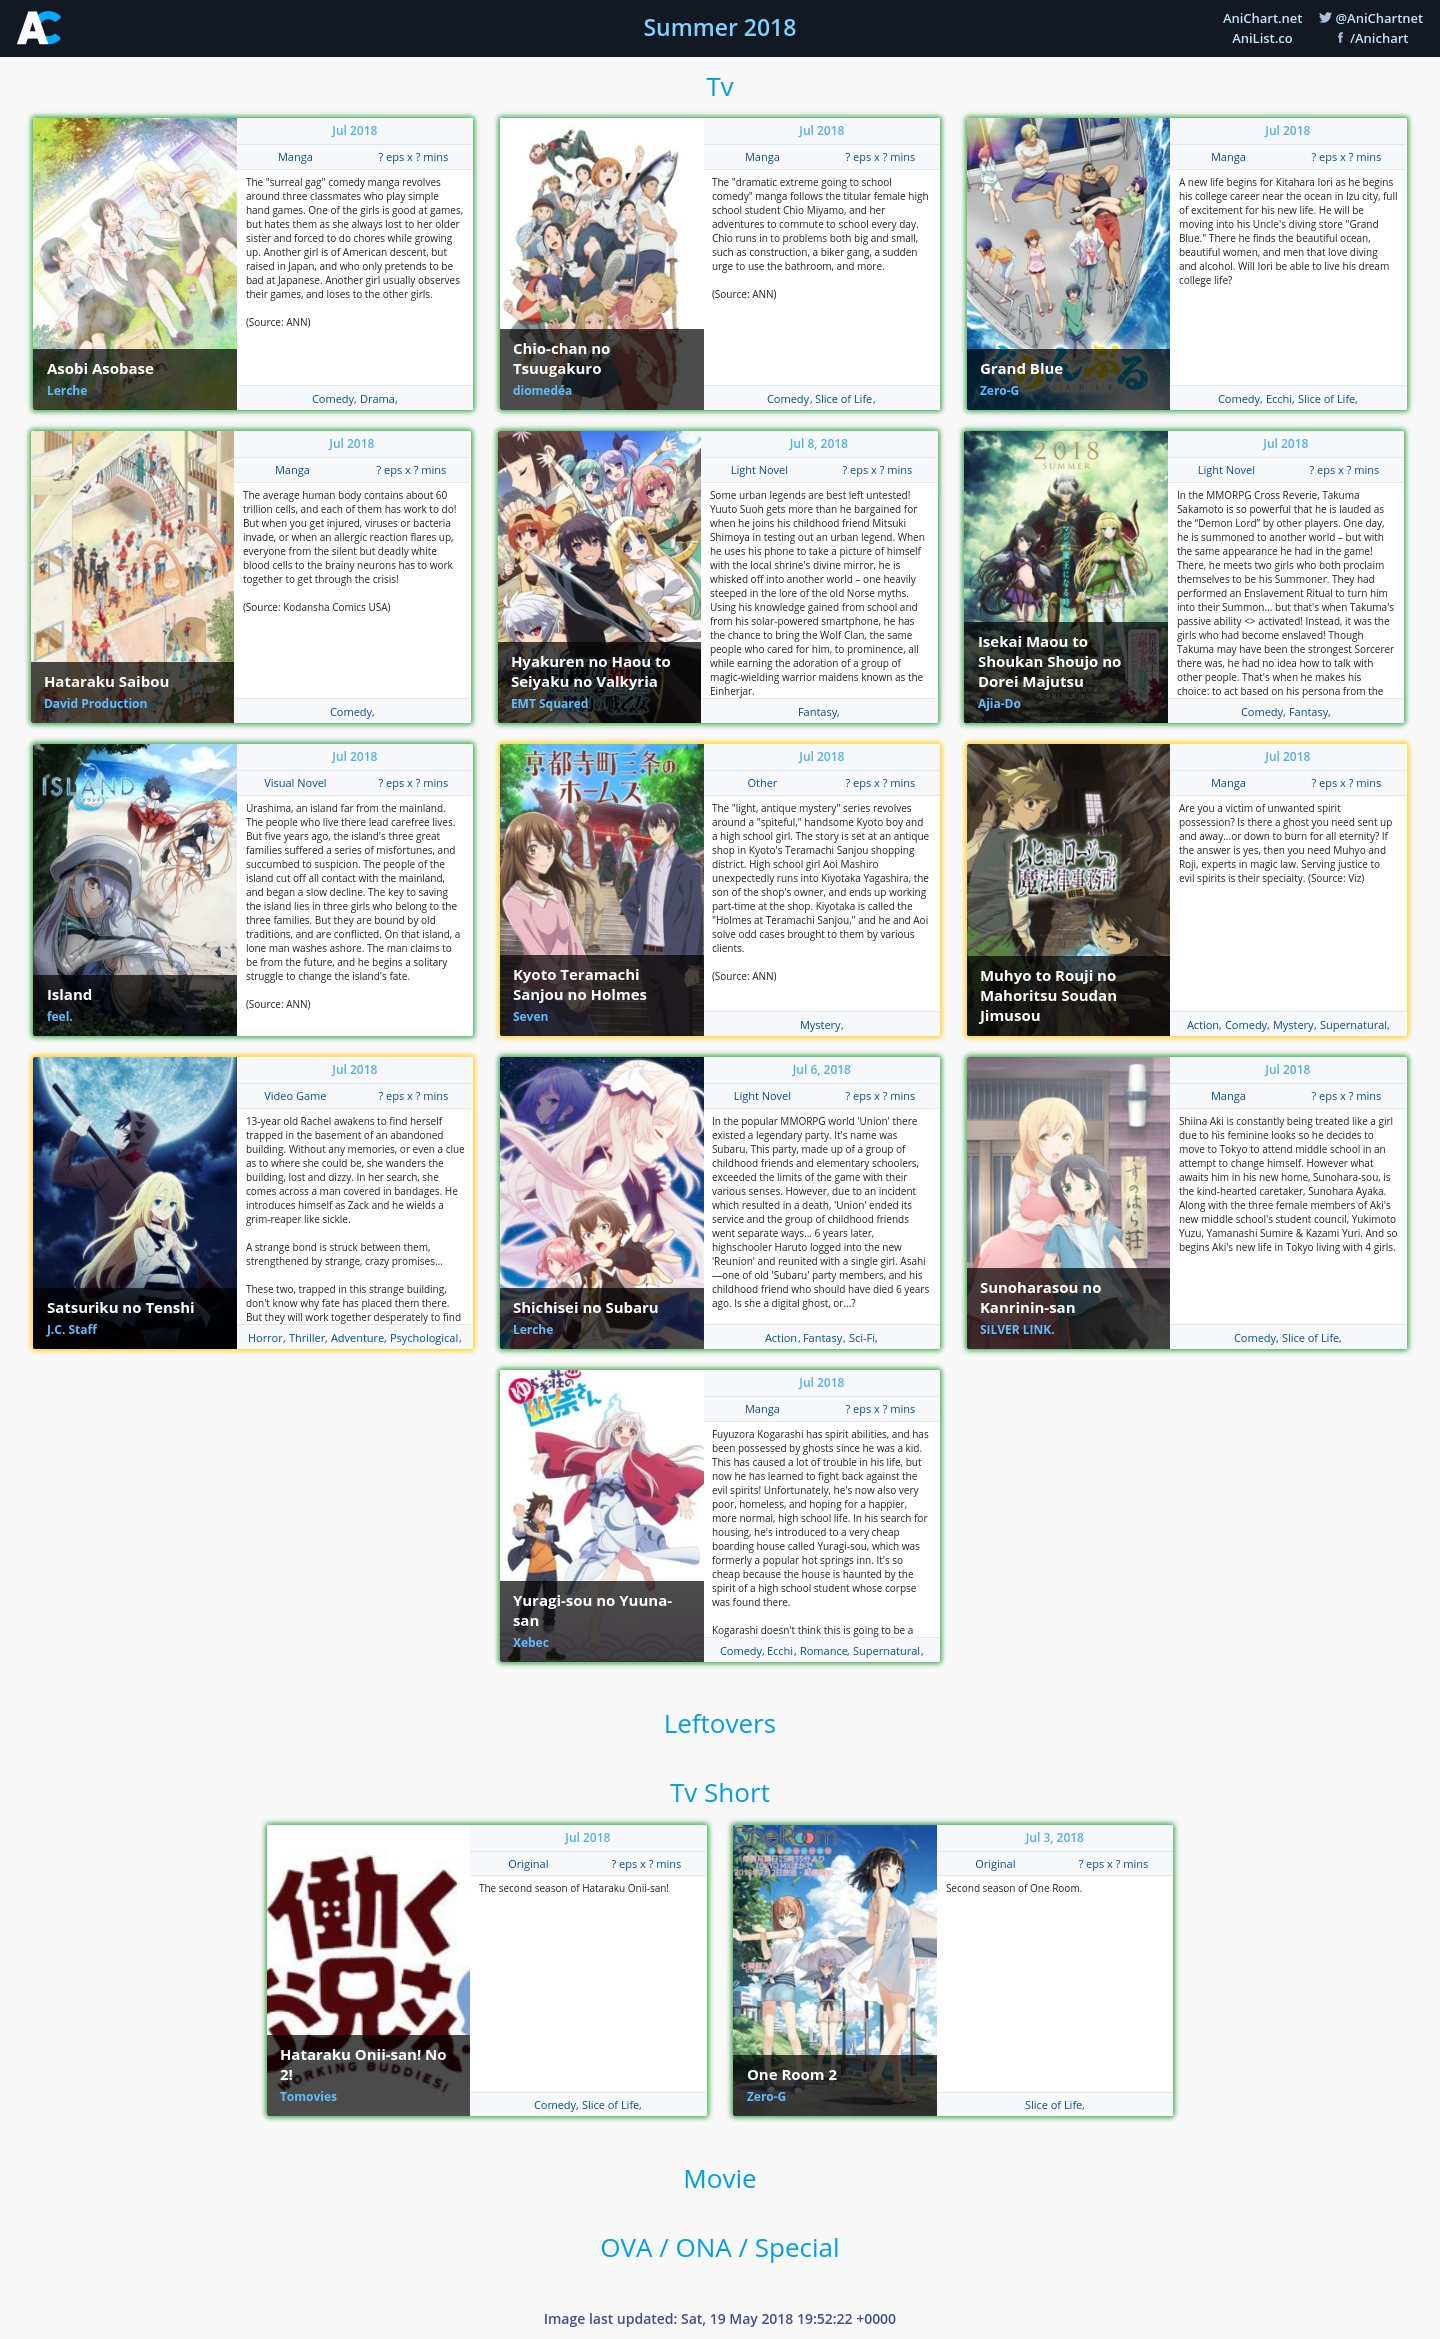 AC
Summer 2018
AniChart.net
@AniChartnet
AniList.co
/Anichart
Tv
Jul 2018
Manga
? eps x ? mins
The "surreal gag" comedy manga revolves
around three classmates who play simple
hand games. One of the girls is good at games,
but hates them as she always lost to her older
sister and forced to do chores while growing
up. Another girl is of American descent, but
raised in Japan, and who only pretends to be
bad at Japanese. Another girl usually observes
their games, and loses to the other girls.
(Source: ANN)
Asobi Asobase
Lerche
Comedy, Drama,
Jul 2018
Manga
? eps x ? mins
The "dramatic extreme going to school
comedy" manga follows the titular female high
school student Chio Miyamo, and her
adventures to commute to school every day.
Chio runs in to problems both big and small,
such as construction, a biker gang, a sudden
urge to use the bathroom, and more.
(Source: ANN)
Chio-chan no
Tsuugakuro
diomedéa
Comedy, Slice of Life,
Jul 2018
Manga
? eps x ? mins
A new life begins for Kitahara Iori as he begins
his college career near the ocean in Izu city, full
of excitement for his new life. He will be
moving into his Uncle's diving store "Grand
Blue." There he finds the beautiful ocean,
beautiful women, and men that love diving
and alcohol. Will Iori be able to live his dream
college life?
Grand Blue
Zero-G
Comedy, Ecchi, Slice of Life,
Jul 2018
Manga
? eps x ? mins
The average human body contains about 60
trillion cells, and each of them has work to do!
But when you get injured, viruses or bacteria
invade, or when an allergic reaction flares up,
everyone from the silent but deadly white
blood cells to the brainy neurons has to work
together to get through the crisis!
(Source: Kodansha Comics USA)
Hataraku Saibou
David Production
Comedy,
Jul 8, 2018
Light Novel
? eps x ? mins
Some urban legends are best left untested!
Yuuto Suoh gets more than he bargained for
when he joins his childhood friend Mitsuki
Shimoya in testing out an urban legend. When
he uses his phone to take a picture of himself
with the local shrine's divine mirror, he is
whisked off into another world – one heavily
steeped in the lore of the old Norse myths.
Using his knowledge gained from school and
from his solar-powered smartphone, he has
the chance to bring the Wolf Clan, the same
people who cared for him, to prominence, all
while earning the adoration of a group of
magic-wielding warrior maidens known as the
Einherjar.
Hyakuren no Haou to
Seiyaku no Valkyria
EMT Squared
Fantasy,
2018
SUMMER
Jul 2018
Light Novel
? eps x ? mins
In the MMORPG Cross Reverie, Takuma
Sakamoto is so powerful that he is lauded as
the “Demon Lord” by other players. One day,
he is summoned to another world – but with
the same appearance he had in the game!
There, he meets two girls who both proclaim
themselves to be his Summoner. They had
performed an Enslavement Ritual to turn him
into their Summon... but that's when Takuma's
passive ability <> activated! Instead, it was the
girls who had become enslaved! Though
Takuma may have been the strongest Sorcerer
there was, he had no idea how to talk with
other people. That's when he makes his
choice: to act based on his persona from the
Isekai Maou to
Shoukan Shoujo no
Dorei Majutsu
Ajia-Do
Comedy, Fantasy,
ISLAND
Jul 2018
Visual Novel
? eps x ? mins
Urashima, an island far from the mainland.
The people who live there lead carefree lives.
But five years ago, the island's three great
families suffered a series of misfortunes, and
succumbed to suspicion. The people of the
island cut off all contact with the mainland,
and began a slow decline. The key to saving
the island lies in three girls who belong to the
three families. But they are bound by old
traditions, and are conflicted. On that island, a
lone man washes ashore. The man claims to
be from the future, and he begins a solitary
struggle to change the island's fate.
(Source: ANN)
Island
feel.
京都寺町三条の
ホームズ
Jul 2018
Other
? eps x ? mins
The "light, antique mystery" series revolves
around a "spiteful," handsome Kyoto boy and
a high school girl. The story is set at an antique
shop in Kyoto's Teramachi Sanjou shopping
district. High school girl Aoi Mashiro
unexpectedly runs into Kiyotaka Yagashira, the
son of the shop's owner, and ends up working
part-time at the shop. Kiyotaka is called the
"Holmes at Teramachi Sanjou," and he and Aoi
solve odd cases brought to them by various
clients.
(Source: ANN)
Kyoto Teramachi
Sanjou no Holmes
Seven
Mystery,
ムヒョとロージーの
魔法律事務所
Jul 2018
Manga
? eps x ? mins
Are you a victim of unwanted spirit
possession? Is there a ghost you need sent up
and away...or down to burn for all eternity? If
the answer is yes, then you need Muhyo and
Roji, experts in magic law. Serving justice to
evil spirits is their specialty. (Source: Viz)
Muhyo to Rouji no
Mahoritsu Soudan
Jimusou
Action, Comedy, Mystery, Supernatural,
Jul 2018
Video Game
? eps x ? mins
13-year old Rachel awakens to find herself
trapped in the basement of an abandoned
building. Without any memories, or even a clue
as to where she could be, she wanders the
building, lost and dizzy. In her search, she
comes across a man covered in bandages. He
introduces himself as Zack and he wields a
grim-reaper like sickle.
A strange bond is struck between them,
strengthened by strange, crazy promises...
These two, trapped in this strange building,
don't know why fate has placed them there.
But they will work together desperately to find
Satsuriku no Tenshi
J.C. Staff
Horror, Thriller, Adventure, Psychological,
Jul 6, 2018
Light Novel
? eps x ? mins
In the popular MMORPG world 'Union' there
existed a legendary party. It's name was
Subaru. This party, made up of a group of
childhood friends and elementary schoolers,
exceeded the limits of the game with their
various senses. However, due to an incident
which resulted in a death, 'Union' ended its
service and the group of childhood friends
went separate ways... 6 years later,
highschooler Haruto logged into the new
'Reunion' and reunited with a single girl. Asahi
—one of old 'Subaru' party members, and his
childhood friend who should have died 6 years
ago. Is she a digital ghost, or...?
Shichisei no Subaru
Lerche
Action, Fantasy, Sci-Fi,
すのはら荘
Jul 2018
Manga
? eps x ? mins
Shiina Aki is constantly being treated like a girl
due to his feminine looks so he decides to
move to Tokyo to attend middle school in an
attempt to change himself. However what
awaits him in his new home, Sunohara-sou, is
the kind-hearted caretaker, Sunohara Ayaka.
Along with the three female members of Aki's
new middle school's student council, Yukimoto
Yuzu, Yamanashi Sumire & Kazami Yuri. And so
begins Aki's new life in Tokyo living with 4 girls.
Sunoharasou no
Kanrinin-san
SILVER LINK.
Comedy, Slice of Life,
ゆらぎ荘の
幽奈さん
Jul 2018
Manga
? eps x ? mins
Fuyuzora Kogarashi has spirit abilities, and has
been possessed by ghosts since he was a kid.
This has caused a lot of trouble in his life, but
now he has learned to fight back against the
evil spirits! Unfortunately, he's now also very
poor, homeless, and hoping for a happier,
more normal, high school life. In his search for
housing, he's introduced to a very cheap
boarding house called Yuragi-sou, which was
formerly a popular hot springs inn. It's so
cheap because the house is haunted by the
spirit of a high school student whose corpse
was found there.
Kogarashi doesn't think this is going to be a
Yuragi-sou no Yuuna-
san
Xebec
Comedy, Ecchi, Romance, Supernatural,
Leftovers
Tv Short
働く
WORKING BUDDIES!
Jul 2018
Original
? eps x ? mins
The second season of Hataraku Onii-san!
Hataraku Onii-san! No
2!
Tomovies
Comedy, Slice of Life,
OneRoom
Jul 3, 2018
Original
? eps x ? mins
Second season of One Room.
One Room 2
Zero-G
Slice of Life,
Movie
OVA / ONA / Special
Image last updated: Sat, 19 May 2018 19:52:22 +0000